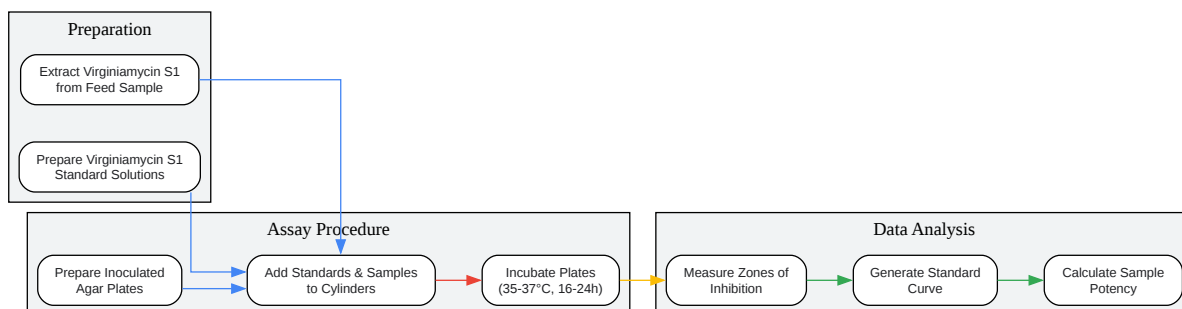 Preparation
Extract Virginiamycin S1
from Feed Sample
Prepare Virginiamycin S1
Standard Solutions
Assay Procedure
Prepare Inoculated
Agar Plates
Add Standards & Samples
to Cylinders
Incubate Plates
(35-37°C, 16-24h)
Data Analysis
Measure Zones of
Inhibition
Generate Standard
Curve
Calculate Sample
Potency